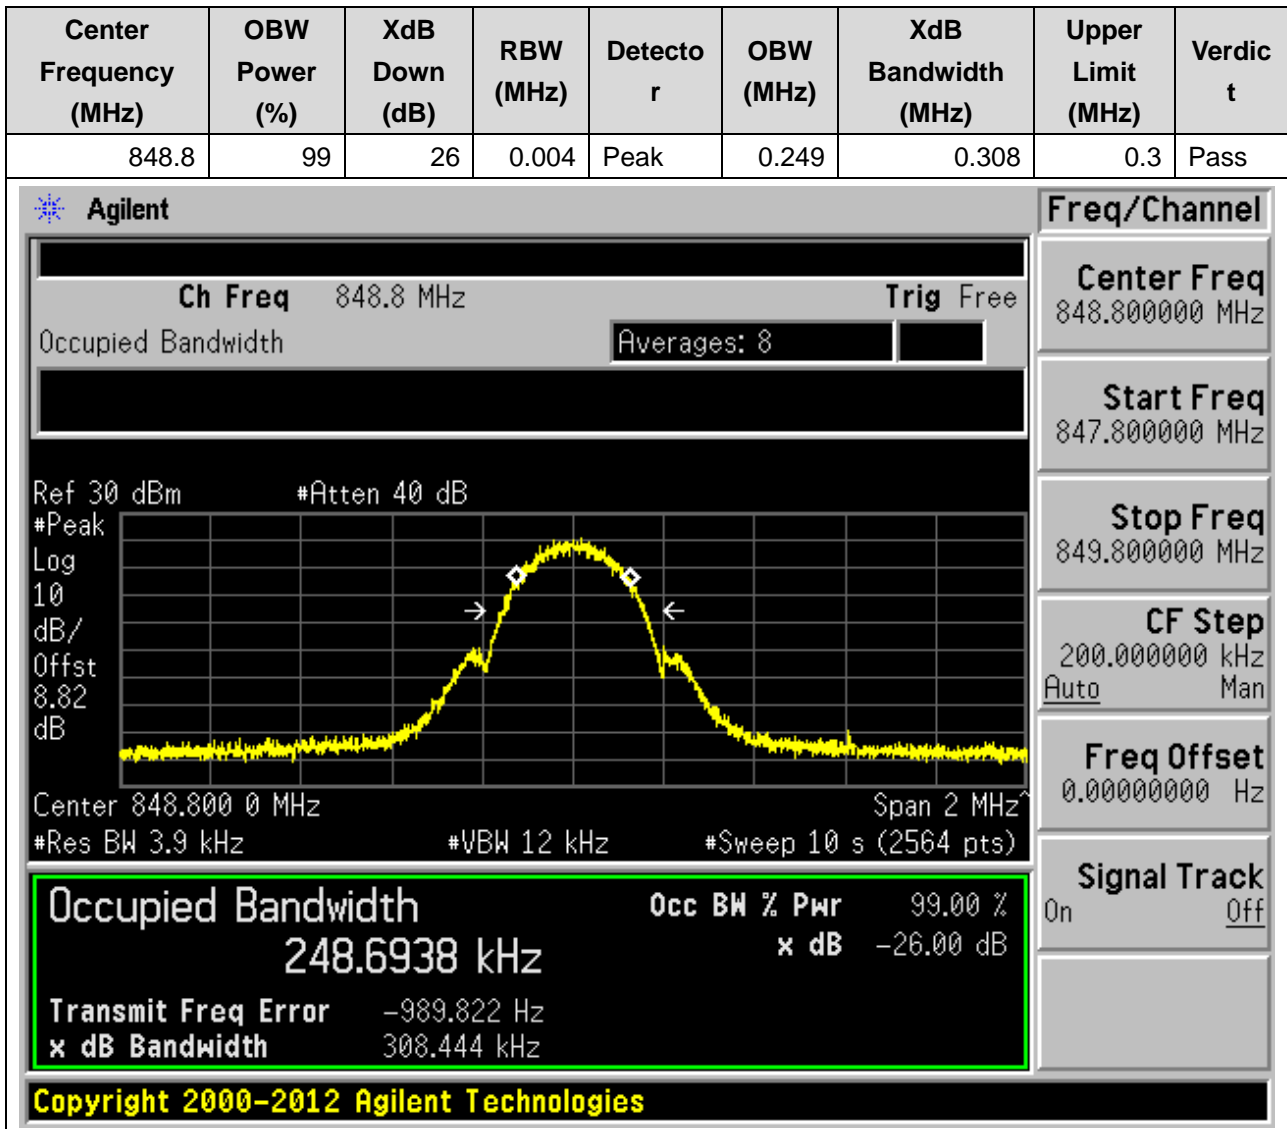 Center Frequency (MHz) OBW Power (%) XdB Down (dB) RBW (MHz) Detector OBW (MHz) XdB Bandwidth (MHz) Upper Limit (MHz) Verdict
848.8 99 26 0.004 Peak 0.249 0.308 0.3 Pass
Agilent
Freq/Channel
Ch Freq 848.8 MHz Trig Free
Occupied Bandwidth Averages: 8
Ref 30 dBm #Atten 40 dB
#Peak
Log
10
dB/
Offst
8.82
dB
Center 848.800 0 MHz Span 2 MHz^
#Res BW 3.9 kHz #VBW 12 kHz #Sweep 10 s (2564 pts)
Occupied Bandwidth Occ BW % Pwr 99.00 %
248.6938 kHz x dB -26.00 dB
Transmit Freq Error -989.822 Hz
x dB Bandwidth 308.444 kHz
Center Freq
848.800000 MHz
Start Freq
847.800000 MHz
Stop Freq
849.800000 MHz
CF Step
200.000000 kHz
Auto Man
Freq Offset
0.00000000 Hz
Signal Track
On Off
Copyright 2000-2012 Agilent Technologies